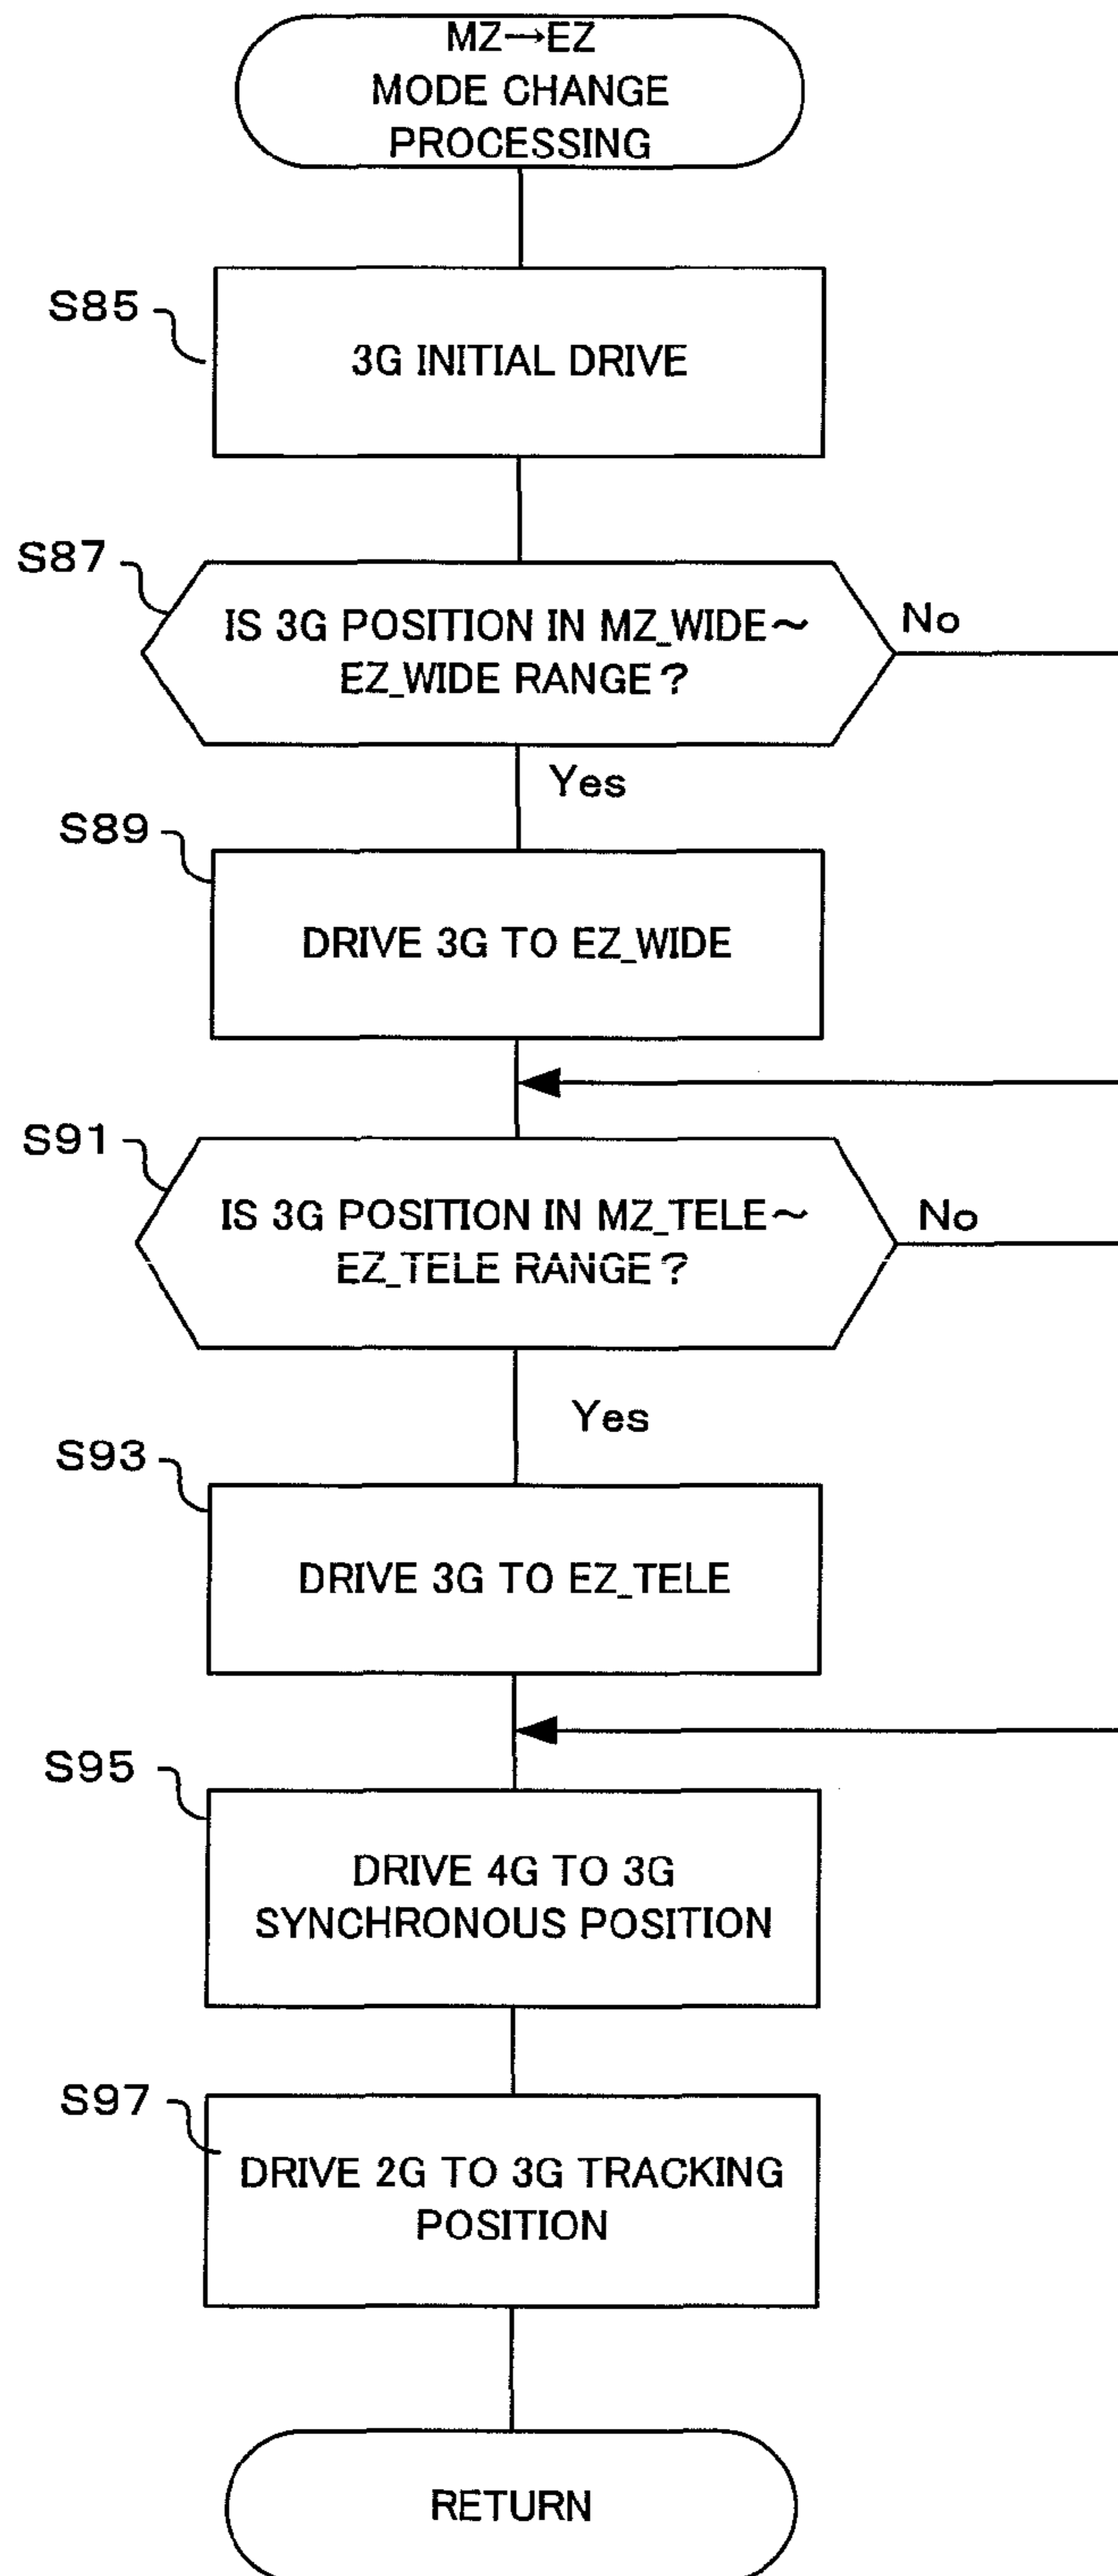 MZ→EZ
MODE CHANGE
PROCESSING
S85
3G INITIAL DRIVE
S87
IS 3G POSITION IN MZ_WIDE～
EZ_WIDE RANGE？
No
Yes
S89
DRIVE 3G TO EZ_WIDE
S91
IS 3G POSITION IN MZ_TELE～
EZ_TELE RANGE？
No
Yes
S93
DRIVE 3G TO EZ_TELE
S95
DRIVE 4G TO 3G
SYNCHRONOUS POSITION
S97
DRIVE 2G TO 3G TRACKING
POSITION
RETURN